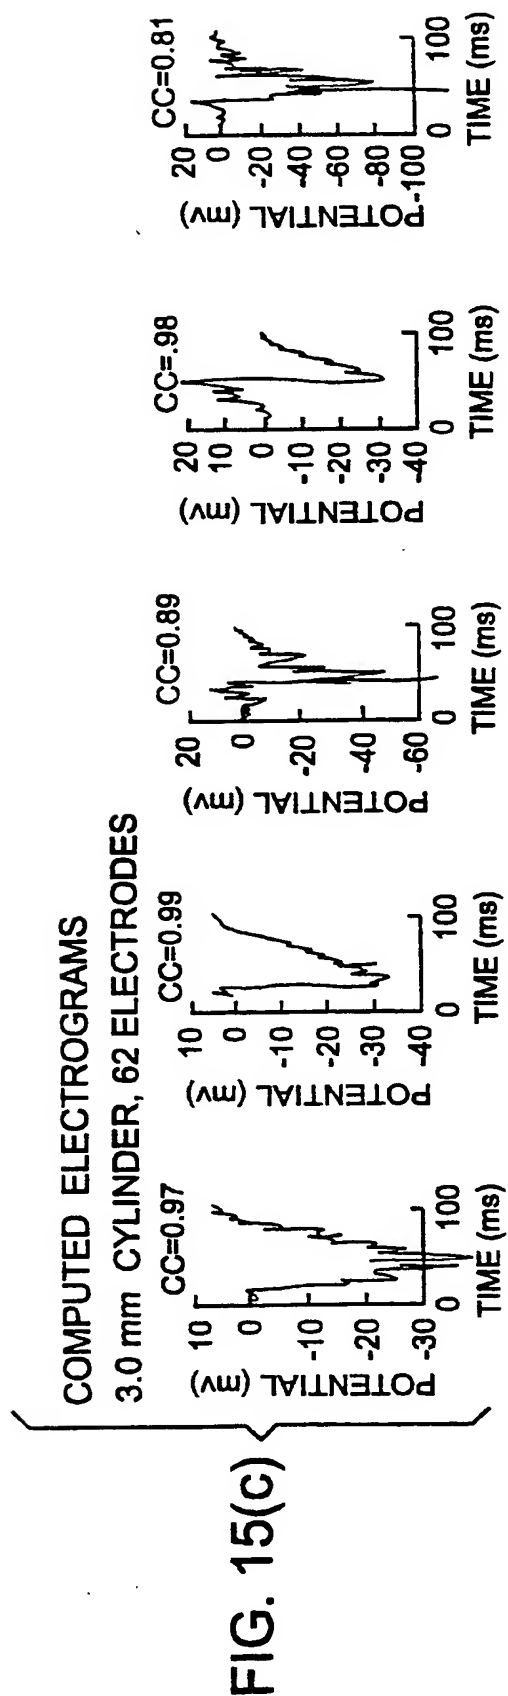 FIG. 15(c)
COMPUTED ELECTROGRAMS
3.0 mm CYLINDER, 62 ELECTRODES
CC=0.97
POTENTIAL (mv)
10
0
-10
-20
-30
0
100
TIME (ms)
CC=0.99
POTENTIAL (mv)
10
0
-10
-20
-30
-40
0
100
TIME (ms)
CC=0.89
POTENTIAL (mv)
20
0
-20
-40
-60
0
100
TIME (ms)
CC=.98
POTENTIAL (mv)
20
10
0
-10
-20
-30
-40
0
100
TIME (ms)
CC=0.81
POTENTIAL (mv)
20
0
-20
-40
-60
-80
-100
0
100
TIME (ms)